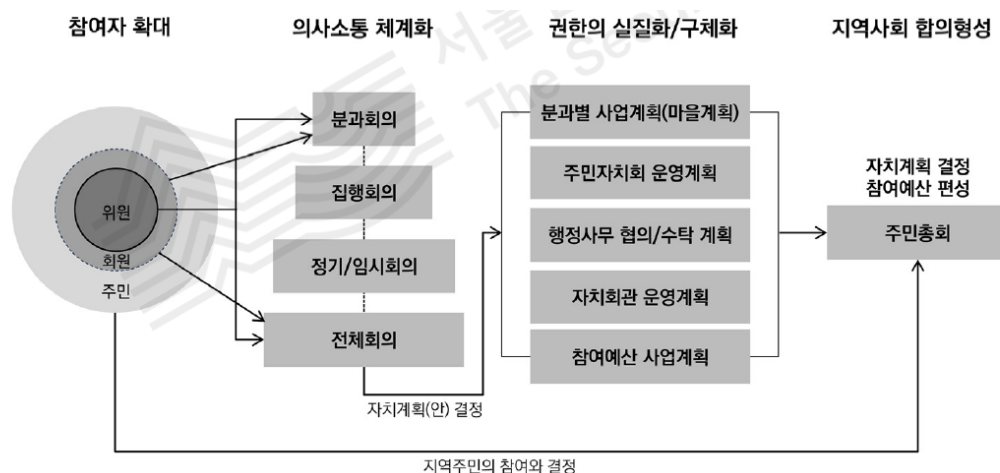 참여자 확대
의사소통 체계화
권한의 실질화/구체화
지역사회 합의형성
위원
회원
주민
분과회의
집행회의
정기/임시회의
전체회의
자치계획(안) 결정
분과별 사업계획(마을계획)
주민자치회 운영계획
행정사무 협의/수탁 계획
자치회관 운영계획
참여예산 사업계획
자치계획 결정
참여예산 편성
주민총회
지역주민의 참여와 결정
서울
The Seoul